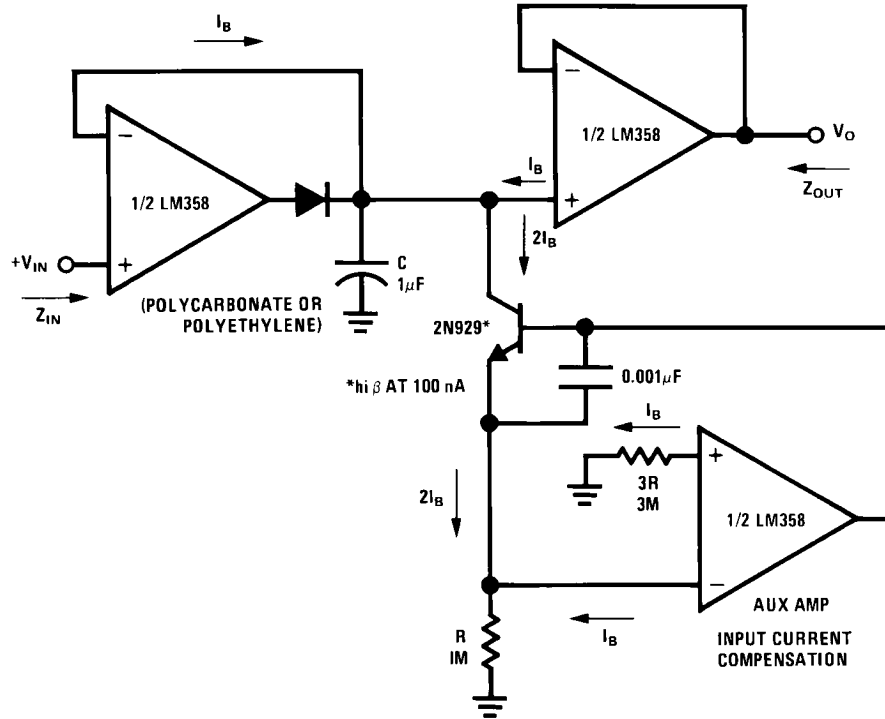 I_B
−
1/2 LM358
+
+V_IN
Z_IN
C
1μF
(POLYCARBONATE OR
POLYETHYLENE)
−
1/2 LM358
+
I_B
V_O
Z_OUT
2I_B
2N929*
*hi β AT 100 nA
0.001μF
I_B
3R
3M
+
1/2 LM358
−
2I_B
R
1M
I_B
AUX AMP
INPUT CURRENT
COMPENSATION